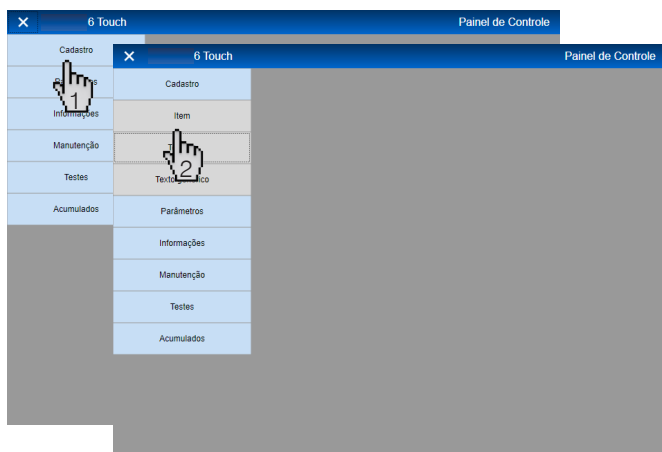 × 6 Touch Painel de Controle
Cadastro
Informações
Manutenção
Testes
Acumulados
1
× 6 Touch Painel de Controle
Cadastro
Item
2
Parâmetros
Informações
Manutenção
Testes
Acumulados